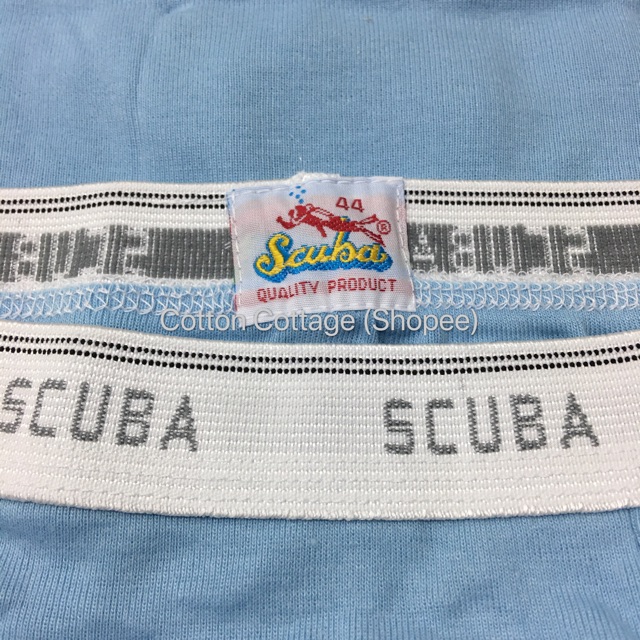 44
Scuba®
QUALITY PRODUCT
Cotton Cottage (Shopee)
SCUBA SCUBA